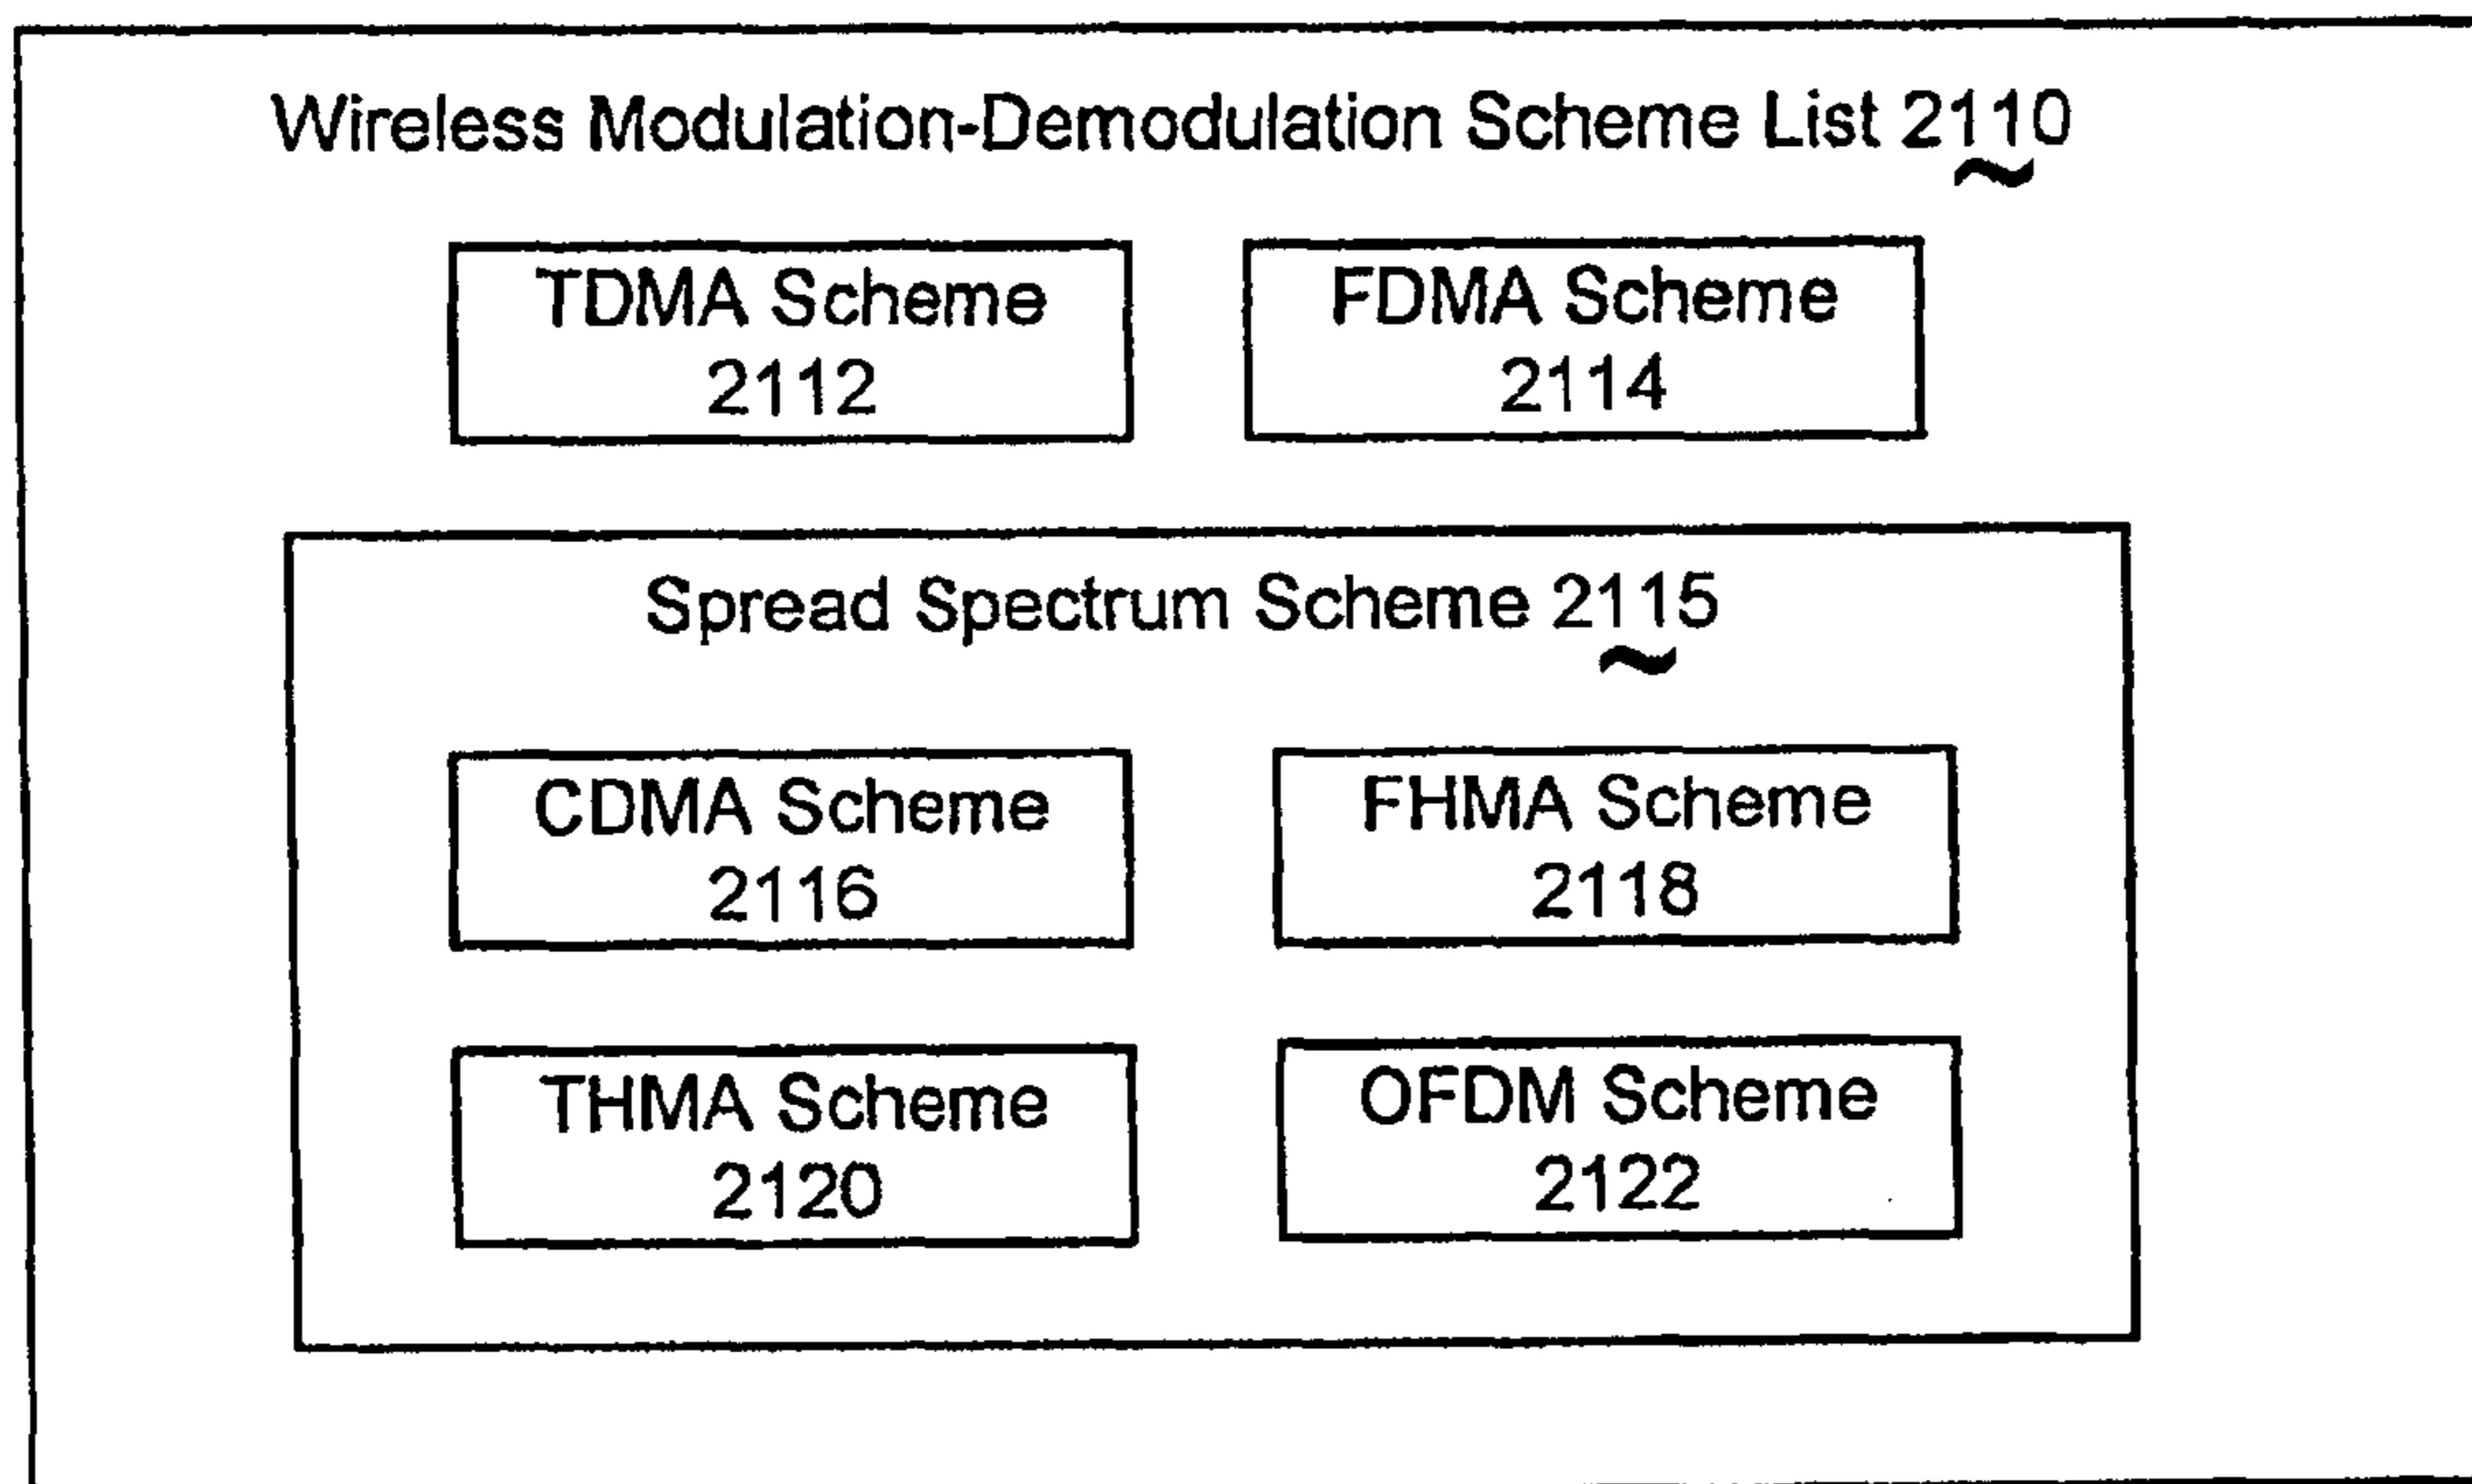 Wireless Modulation-Demodulation Scheme List 2110
TDMA Scheme
2112
FDMA Scheme
2114
Spread Spectrum Scheme 2115
CDMA Scheme
2116
FHMA Scheme
2118
THMA Scheme
2120
OFDM Scheme
2122